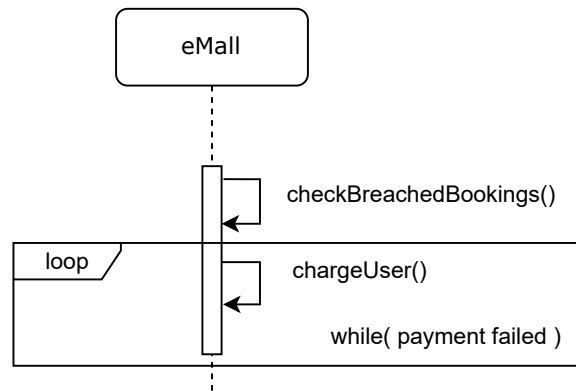 eMall
checkBreachedBookings()
loop
chargeUser()
while( payment failed )